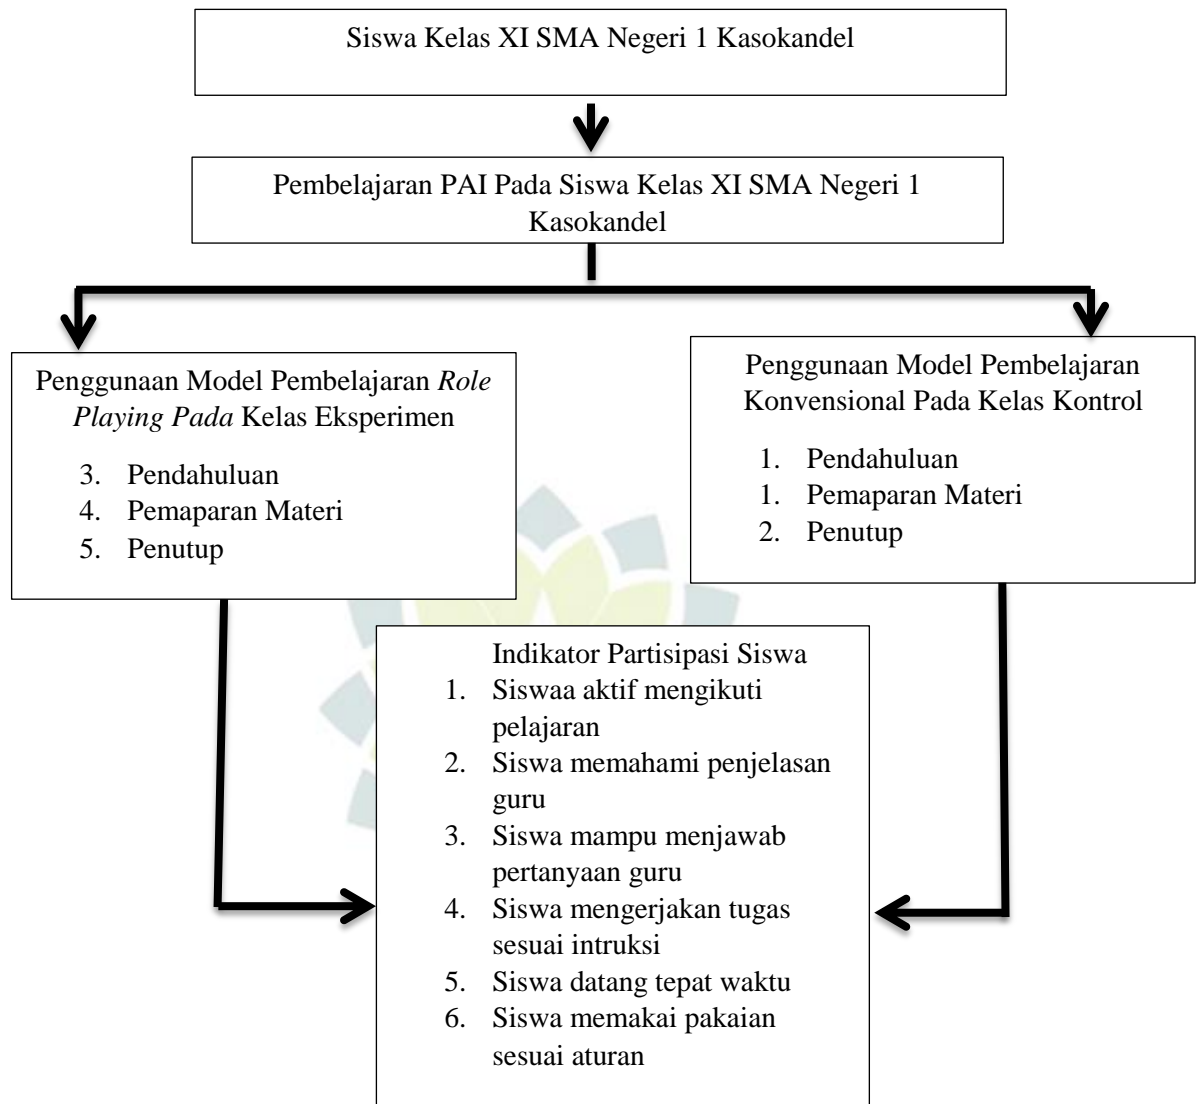 Siswa Kelas XI SMA Negeri 1 Kasokandel
Pembelajaran PAI Pada Siswa Kelas XI SMA Negeri 1
Kasokandel
Penggunaan Model Pembelajaran Role
Playing Pada Kelas Eksperimen
3. Pendahuluan
4. Pemaparan Materi
5. Penutup
Penggunaan Model Pembelajaran
Konvensional Pada Kelas Kontrol
1. Pendahuluan
1. Pemaparan Materi
2. Penutup
Indikator Partisipasi Siswa
1. Siswaa aktif mengikuti
pelajaran
2. Siswa memahami penjelasan
guru
3. Siswa mampu menjawab
pertanyaan guru
4. Siswa mengerjakan tugas
sesuai intruksi
5. Siswa datang tepat waktu
6. Siswa memakai pakaian
sesuai aturan